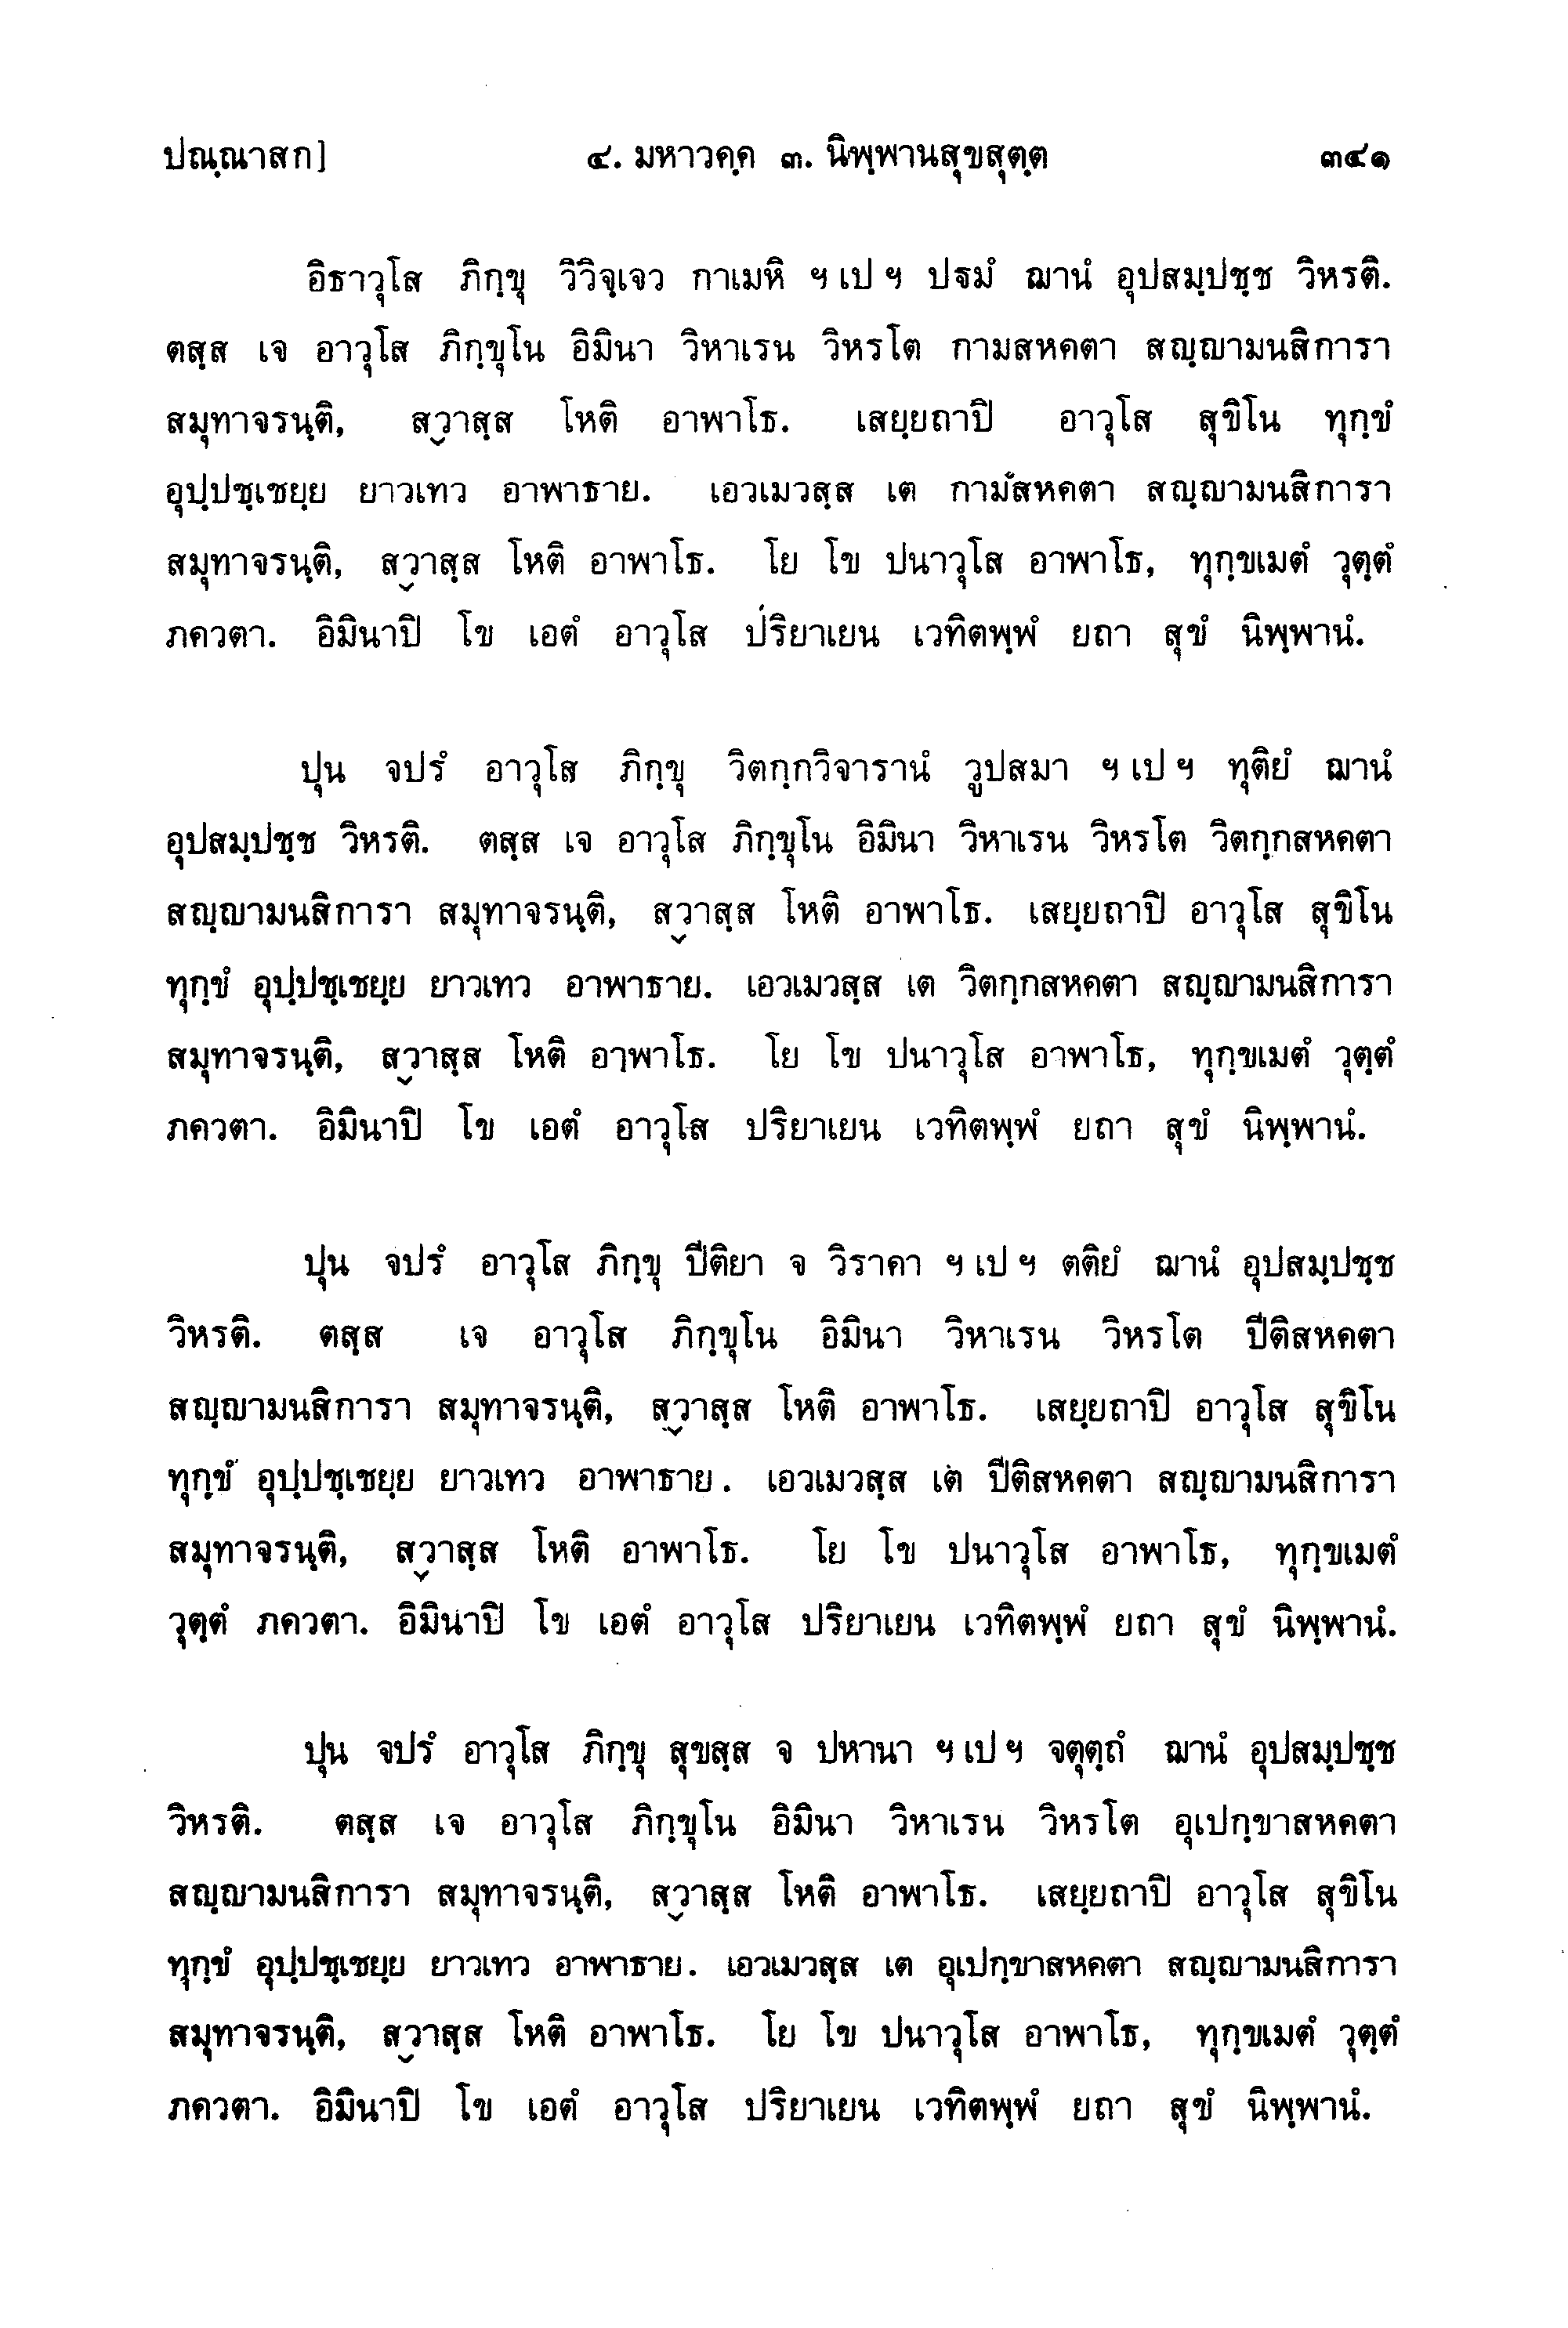 ปณฺณาสก] ๔. มหาวคฺค ๓. นิพฺพานสุขสุตฺต ๓๔๑
อิธาวุโส ภิกฺขุ วิวิจฺเจว กาเมหิ ฯ เป ฯ ปฐมํ ฌานํ อุปสมฺปชฺช วิหรติ.
ตสฺส เจ อาวุโส ภิกฺขุโน อิมินา วิหาเรน วิหรโต กามสหคตา สญฺญามนสิการา
สมุทาจรนฺติ, สฺวาสฺส โหติ อาพาโธ. เสยฺยถาปิ อาวุโส สุขิโน ทุกฺขํ
อุปฺปชฺเชยฺย ยาวเทว อาพาธาย. เอวเมวสฺส เต กามสหคตา สญฺญามนสิการา
สมุทาจรนฺติ, สฺวาสฺส โหติ อาพาโธ. โย โข ปนาวุโส อาพาโธ, ทุกฺขเมตํ วุตฺตํ
ภควตา. อิมินาปิ โข เอตํ อาวุโส ปริยาเยน เวทิตพฺพํ ยถา สุขํ นิพฺพานํ.
ปุน จปรํ อาวุโส ภิกฺขุ วิตกฺกวิจารานํ วูปสมา ฯ เป ฯ ทุติยํ ฌานํ
อุปสมฺปชฺช วิหรติ. ตสฺส เจ อาวุโส ภิกฺขุโน อิมินา วิหาเรน วิหรโต วิตกฺกสหคตา
สญฺญามนสิการา สมุทาจรนฺติ, สฺวาสฺส โหติ อาพาโธ. เสยฺยถาปิ อาวุโส สุขิโน
ทุกฺขํ อุปฺปชฺเชยฺย ยาวเทว อาพาธาย. เอวเมวสฺส เต วิตกฺกสหคตา สญฺญามนสิการา
สมุทาจรนฺติ, สฺวาสฺส โหติ อาพาโธ. โย โข ปนาวุโส อาพาโธ, ทุกฺขเมตํ วุตฺตํ
ภควตา. อิมินาปิ โข เอตํ อาวุโส ปริยาเยน เวทิตพฺพํ ยถา สุขํ นิพฺพานํ.
ปุน จปรํ อาวุโส ภิกฺขุ ปีติยา จ วิราคา ฯ เป ฯ ตติยํ ฌานํ อุปสมฺปชฺช
วิหรติ. ตสฺส เจ อาวุโส ภิกฺขุโน อิมินา วิหาเรน วิหรโต ปีติสหคตา
สญฺญามนสิการา สมุทาจรนฺติ, สฺวาสฺส โหติ อาพาโธ. เสยฺยถาปิ อาวุโส สุขิโน
ทุกฺขํ อุปฺปชฺเชยฺย ยาวเทว อาพาธาย. เอวเมวสฺส เต ปีติสหคตา สญฺญามนสิการา
สมุทาจรนฺติ, สฺวาสฺส โหติ อาพาโธ. โย โข ปนาวุโส อาพาโธ, ทุกฺขเมตํ
วุตฺตํ ภควตา. อิมินาปิ โข เอตํ อาวุโส ปริยาเยน เวทิตพฺพํ ยถา สุขํ นิพฺพานํ.
ปุน จปรํ อาวุโส ภิกฺขุ สุขสฺส จ ปหานา ฯ เป ฯ จตุตฺถํ ฌานํ อุปสมฺปชฺช
วิหรติ. ตสฺส เจ อาวุโส ภิกฺขุโน อิมินา วิหาเรน วิหรโต อุเปกฺขาสหคตา
สญฺญามนสิการา สมุทาจรนฺติ, สฺวาสฺส โหติ อาพาโธ. เสยฺยถาปิ อาวุโส สุขิโน
ทุกฺขํ อุปฺปชฺเชยฺย ยาวเทว อาพาธาย. เอวเมวสฺส เต อุเปกฺขาสหคตา สญฺญามนสิการา
สมุทาจรนฺติ, สฺวาสฺส โหติ อาพาโธ. โย โข ปนาวุโส อาพาโธ, ทุกฺขเมตํ วุตฺตํ
ภควตา. อิมินาปิ โข เอตํ อาวุโส ปริยาเยน เวทิตพฺพํ ยถา สุขํ นิพฺพานํ.